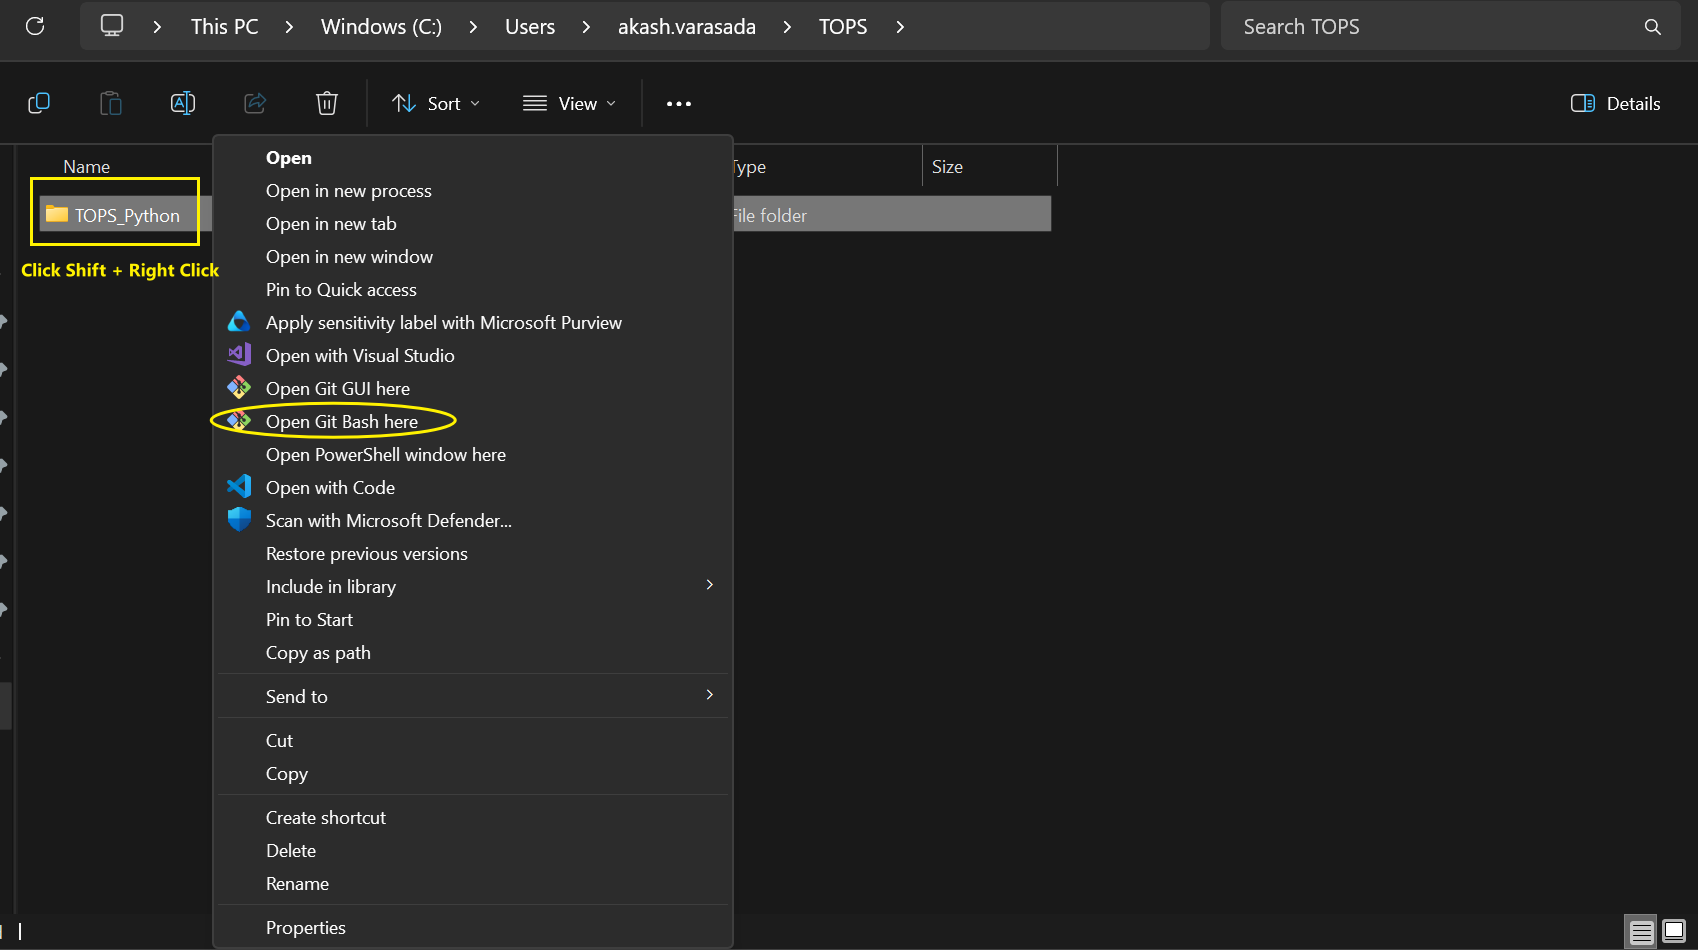 This PC > Windows (C:) > Users > akash.varasada > TOPS >
Search TOPS
Sort
View
Details
Name
Type
Size
TOPS_Python
File folder
Click Shift + Right Click
Open
Open in new process
Open in new tab
Open in new window
Pin to Quick access
Apply sensitivity label with Microsoft Purview
Open with Visual Studio
Open Git GUI here
Open Git Bash here
Open PowerShell window here
Open with Code
Scan with Microsoft Defender...
Restore previous versions
Include in library
Pin to Start
Copy as path
Send to
Cut
Copy
Create shortcut
Delete
Rename
Properties